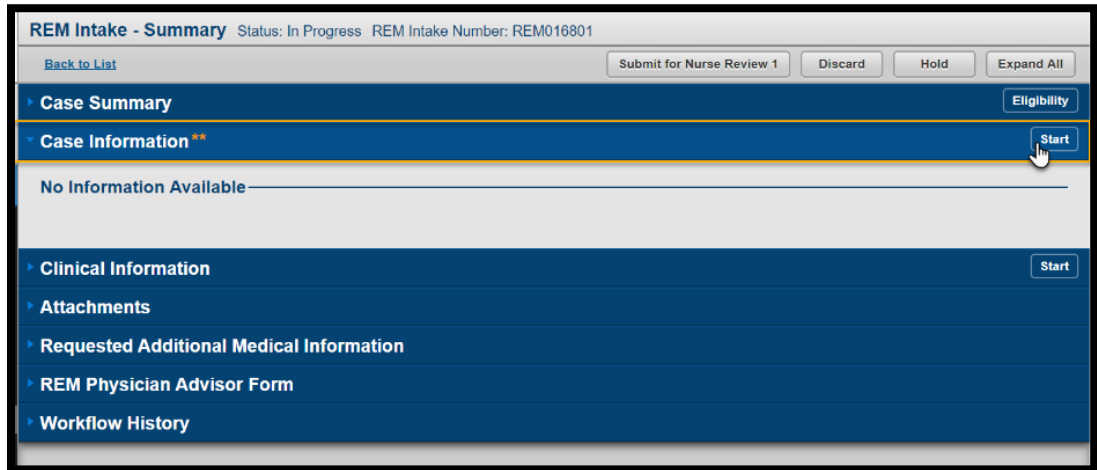 REM Intake - Summary Status: In Progress REM Intake Number: REM016801
Back to List Submit for Nurse Review 1 Discard Hold Expand All
Case Summary Eligibility
Case Information** Start
No Information Available
Clinical Information Start
Attachments
Requested Additional Medical Information
REM Physician Advisor Form
Workflow History